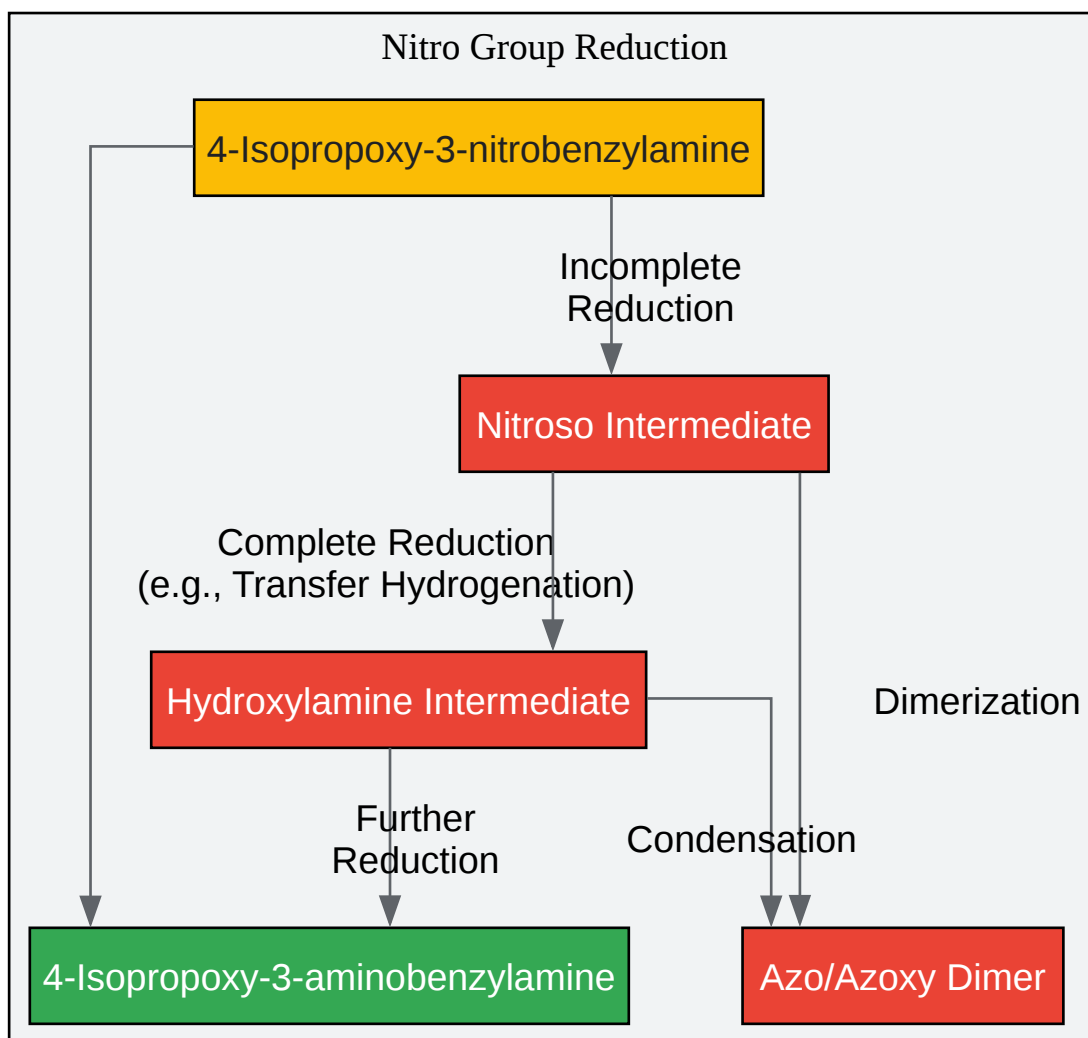 Nitro Group Reduction
4-Isopropoxy-3-nitrobenzylamine
Incomplete
Reduction
Nitroso Intermediate
Complete Reduction
(e.g., Transfer Hydrogenation)
Hydroxylamine Intermediate
Dimerization
Further
Reduction
Condensation
4-Isopropoxy-3-aminobenzylamine
Azo/Azoxy Dimer